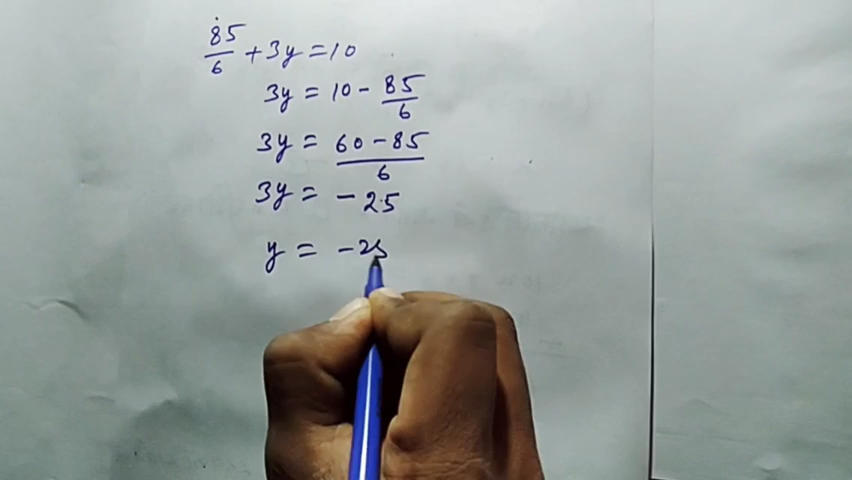 85/6 + 3y = 10
3y = 10 - 85/6
3y = 60 - 85/6
3y = - 25
y = - 25